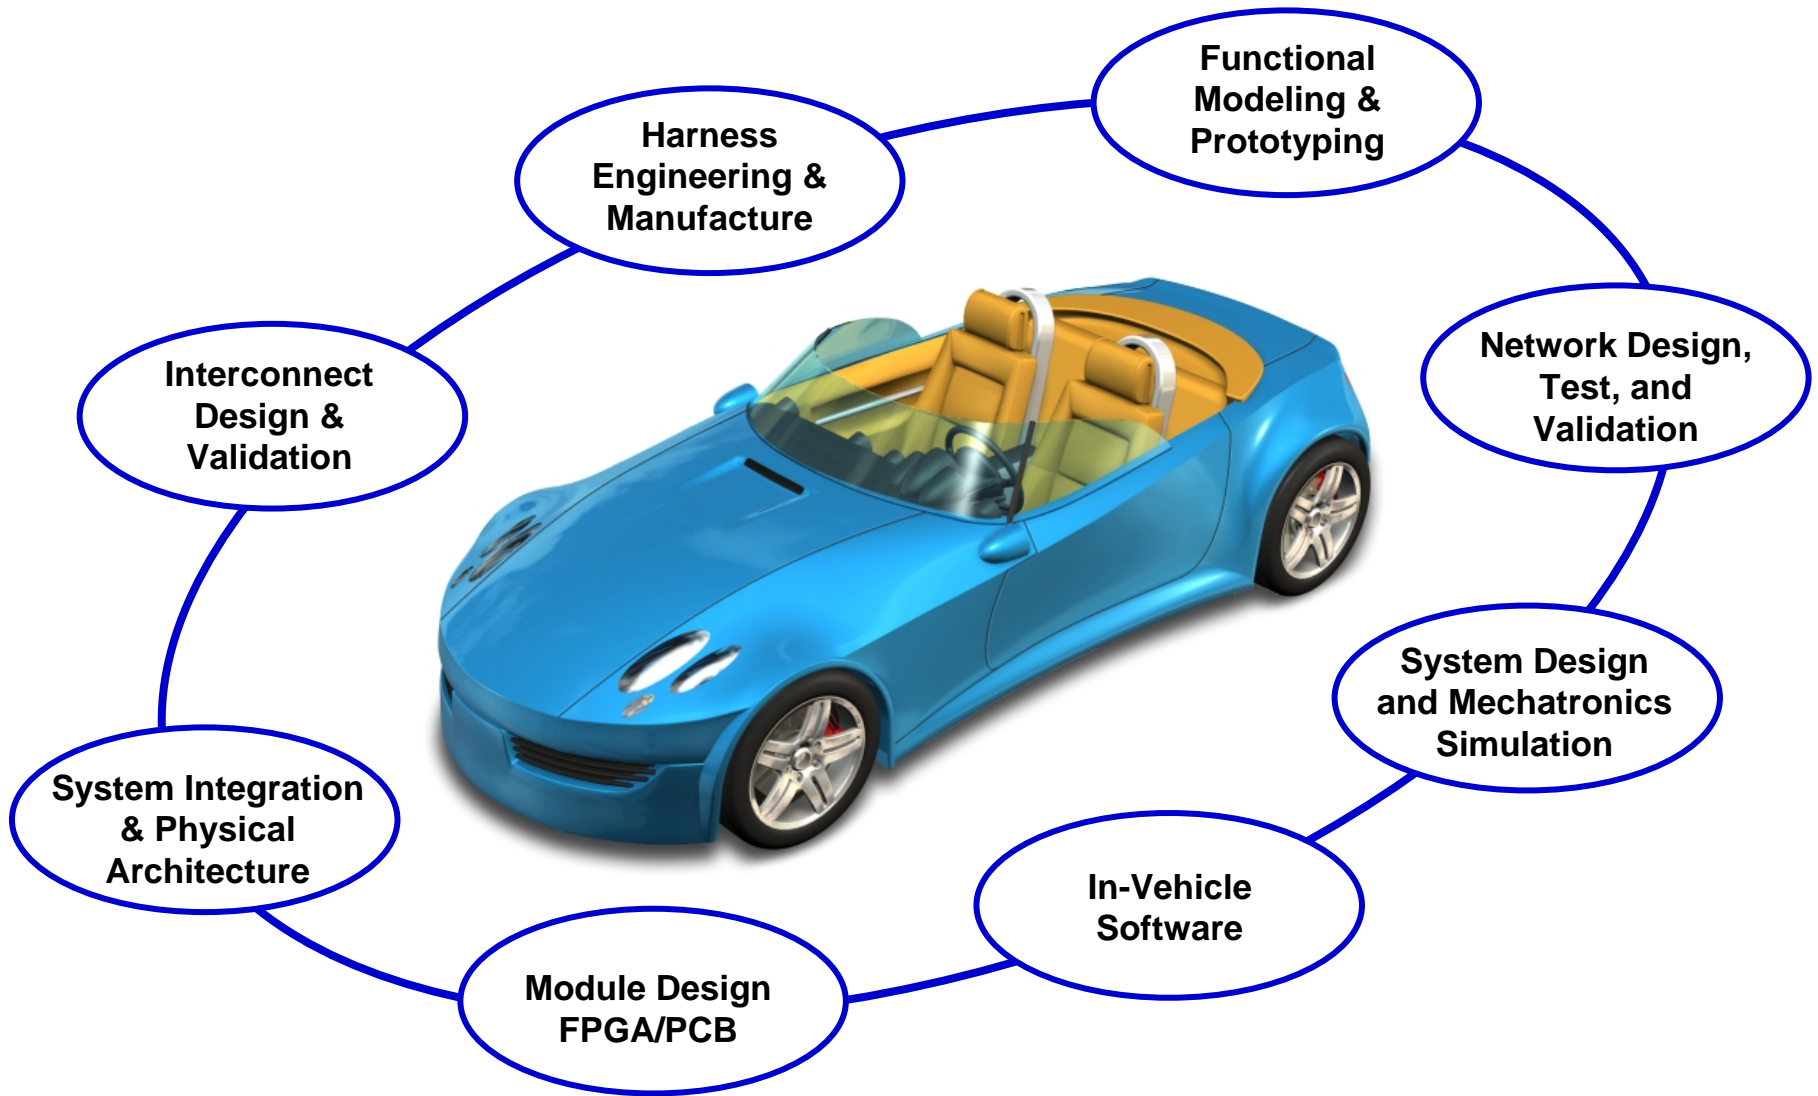 Functional
Modeling &
Prototyping
Harness
Engineering &
Manufacture
Network Design,
Test, and
Validation
Interconnect
Design &
Validation
System Design
and Mechatronics
Simulation
System Integration
& Physical
Architecture
In-Vehicle
Software
Module Design
FPGA/PCB